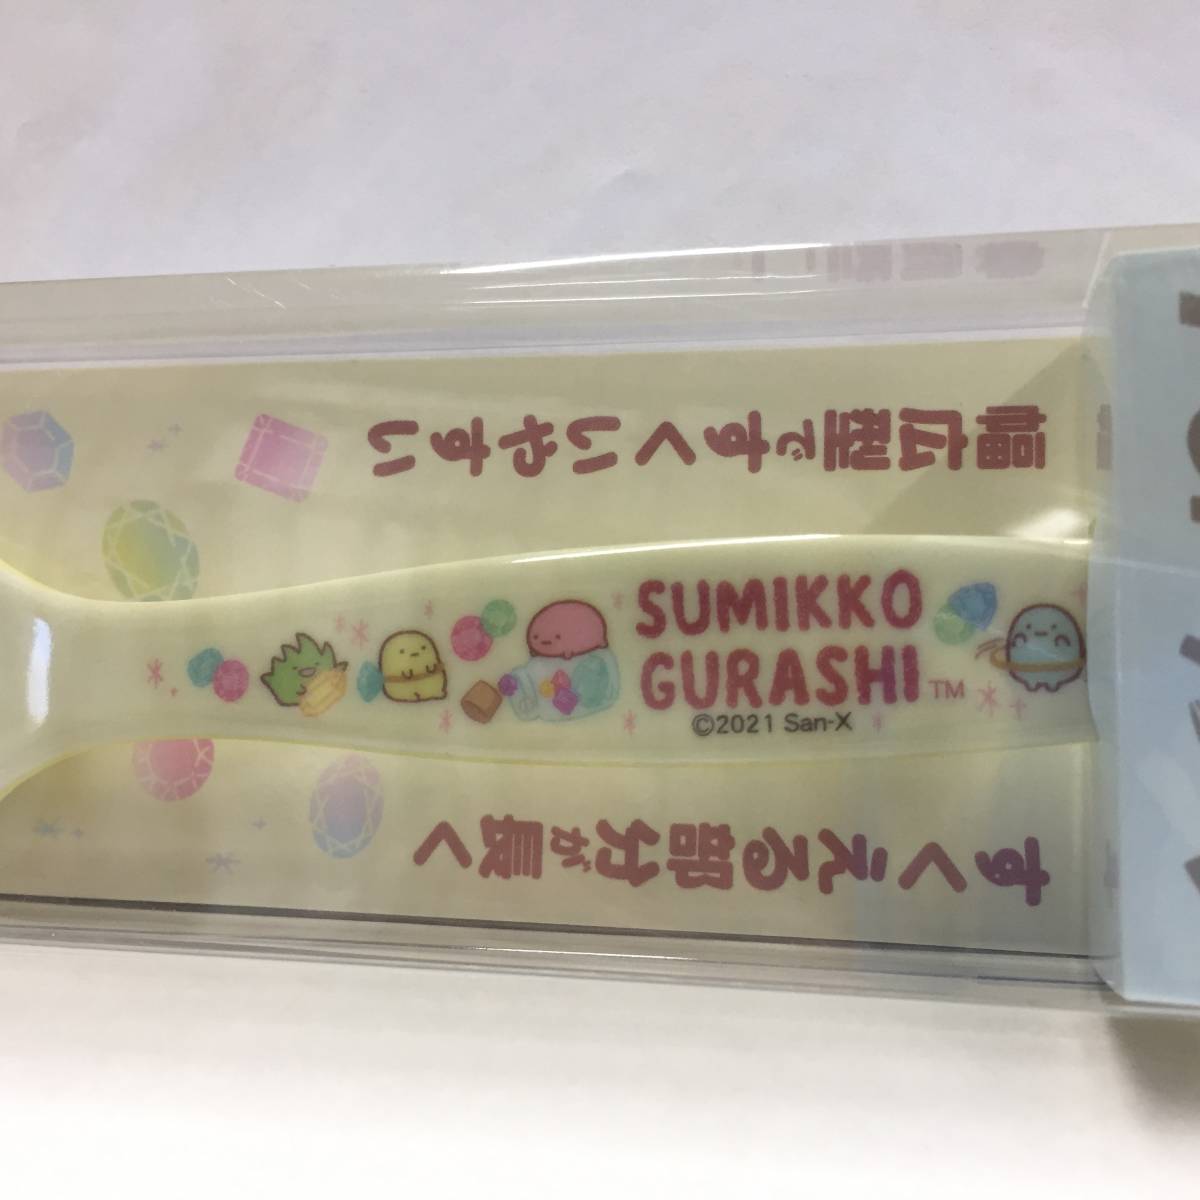 幅広型ですくいやすい
SUMIKKO
GURASHI™
©2021 San-X
すくえる部分が長く